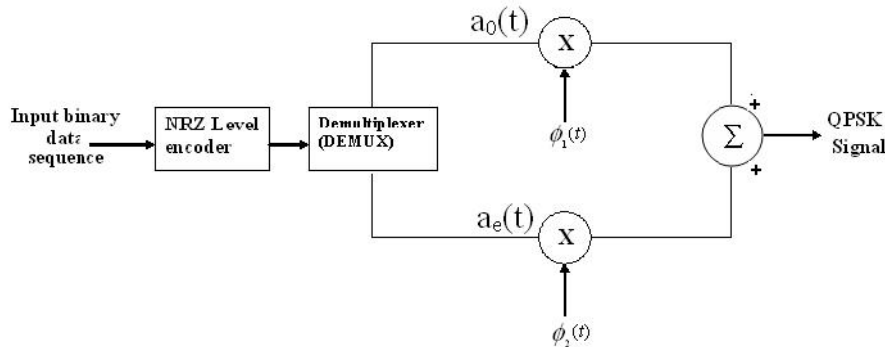 a₀(t)
X
ϕ₁(t)
Input binary
data
sequence
NRZ Level
encoder
Demultiplexer
(DEMUX)
+
Σ
+
QPSK
Signal
aₑ(t)
X
ϕ₂(t)